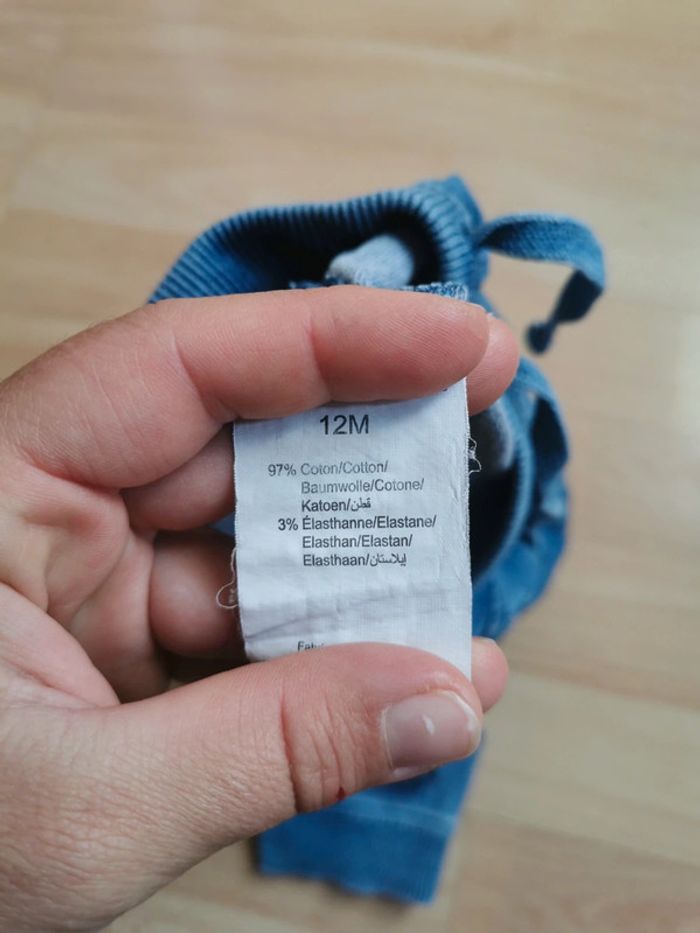 12M
97% Coton/Cotton/
Baumwolle/Cotone/
Katoen/قطن
3% Élasthanne/Elastane/
Elasthan/Elastan/
Elasthaan/إيلاستان